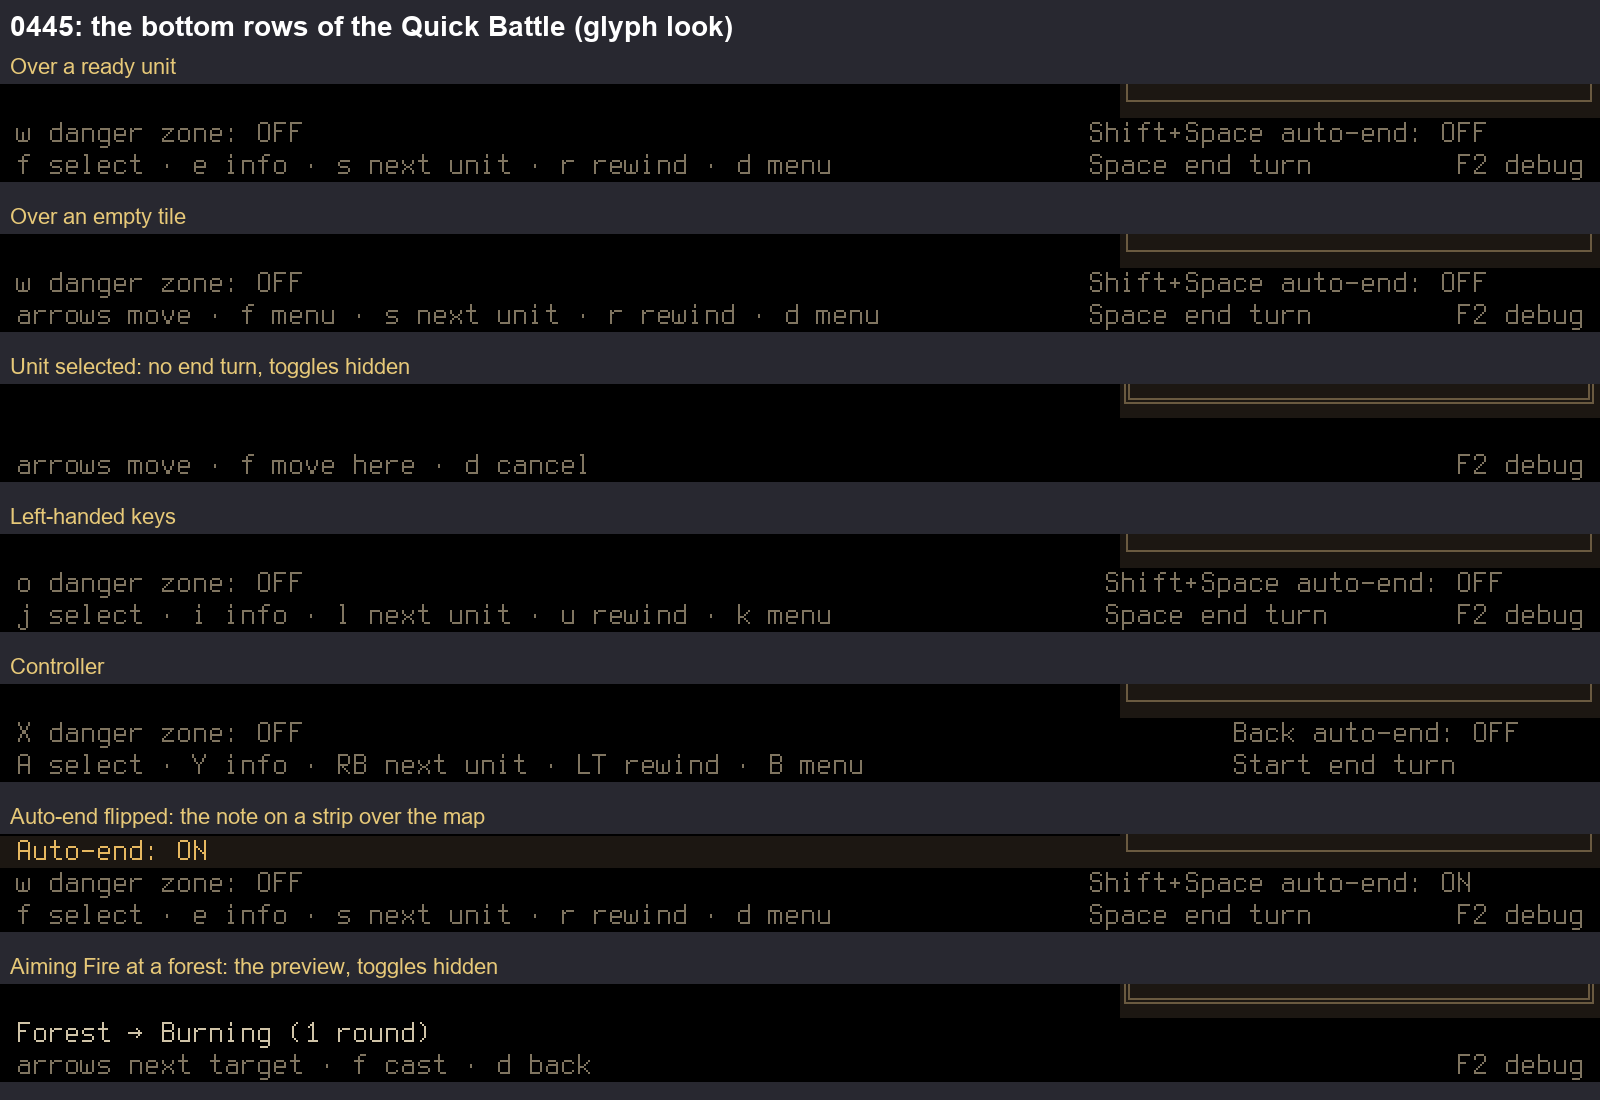 0445: the bottom rows of the Quick Battle (glyph look)
Over a ready unit
w danger zone: OFF Shift+Space auto-end: OFF
f select · e info · s next unit · r rewind · d menu Space end turn F2 debug
Over an empty tile
w danger zone: OFF Shift+Space auto-end: OFF
arrows move · f menu · s next unit · r rewind · d menu Space end turn F2 debug
Unit selected: no end turn, toggles hidden
arrows move · f move here · d cancel F2 debug
Left-handed keys
o danger zone: OFF Shift+Space auto-end: OFF
j select · i info · l next unit · u rewind · k menu Space end turn F2 debug
Controller
X danger zone: OFF Back auto-end: OFF
A select · Y info · RB next unit · LT rewind · B menu Start end turn
Auto-end flipped: the note on a strip over the map
Auto-end: ON
w danger zone: OFF Shift+Space auto-end: ON
f select · e info · s next unit · r rewind · d menu Space end turn F2 debug
Aiming Fire at a forest: the preview, toggles hidden
Forest → Burning (1 round)
arrows next target · f cast · d back F2 debug